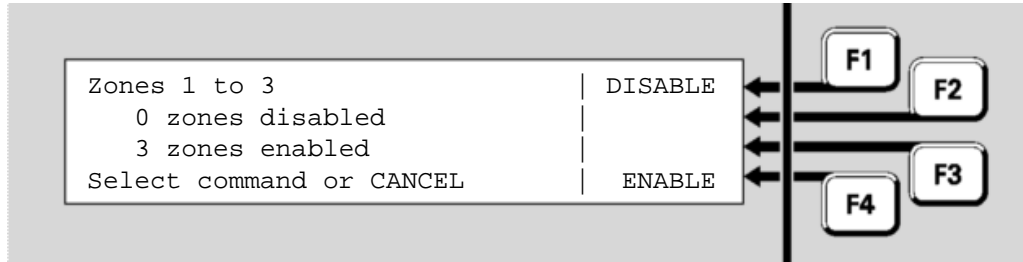 Zones 1 to 3 | DISABLE
0 zones disabled |
3 zones enabled |
Select command or CANCEL | ENABLE
F1
F2
F3
F4